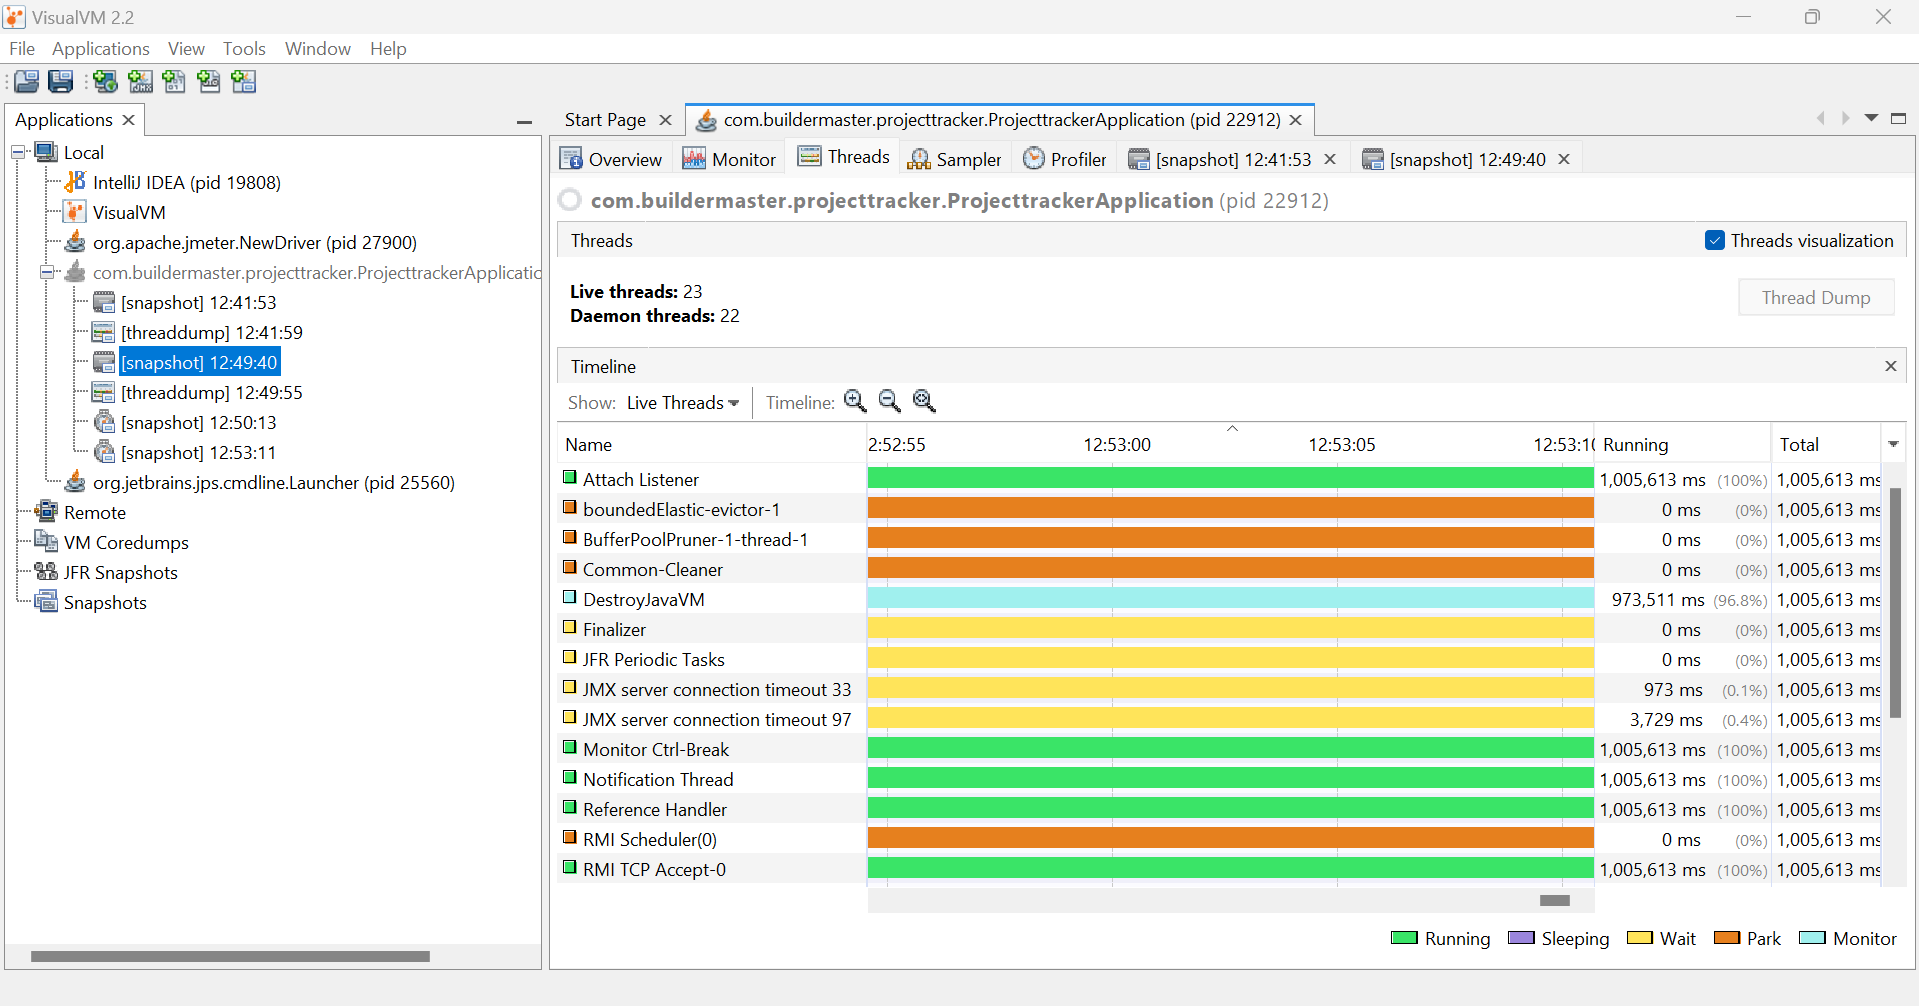 VisualVM 2.2
File Applications View Tools Window Help
Applications
Local
IntelliJ IDEA (pid 19808)
VisualVM
org.apache.jmeter.NewDriver (pid 27900)
com.buildermaster.projecttracker.ProjecttrackerApplicatio
[snapshot] 12:41:53
[threaddump] 12:41:59
[snapshot] 12:49:40
[threaddump] 12:49:55
[snapshot] 12:50:13
[snapshot] 12:53:11
org.jetbrains.jps.cmdline.Launcher (pid 25560)
Remote
VM Coredumps
JFR Snapshots
Snapshots
Start Page com.buildermaster.projecttracker.ProjecttrackerApplication (pid 22912)
Overview Monitor Threads Sampler Profiler [snapshot] 12:41:53 [snapshot] 12:49:40
com.buildermaster.projecttracker.ProjecttrackerApplication (pid 22912)
Threads Threads visualization
Live threads: 23
Daemon threads: 22
Thread Dump
Timeline
Show: Live Threads Timeline:
Name 2:52:55 12:53:00 12:53:05 12:53:10 Running Total
Attach Listener 1,005,613 ms (100%) 1,005,613 ms
boundedElastic-evictor-1 0 ms (0%) 1,005,613 ms
BufferPoolPruner-1-thread-1 0 ms (0%) 1,005,613 ms
Common-Cleaner 0 ms (0%) 1,005,613 ms
DestroyJavaVM 973,511 ms (96.8%) 1,005,613 ms
Finalizer 0 ms (0%) 1,005,613 ms
JFR Periodic Tasks 0 ms (0%) 1,005,613 ms
JMX server connection timeout 33 973 ms (0.1%) 1,005,613 ms
JMX server connection timeout 97 3,729 ms (0.4%) 1,005,613 ms
Monitor Ctrl-Break 1,005,613 ms (100%) 1,005,613 ms
Notification Thread 1,005,613 ms (100%) 1,005,613 ms
Reference Handler 1,005,613 ms (100%) 1,005,613 ms
RMI Scheduler(0) 0 ms (0%) 1,005,613 ms
RMI TCP Accept-0 1,005,613 ms (100%) 1,005,613 ms
Running Sleeping Wait Park Monitor